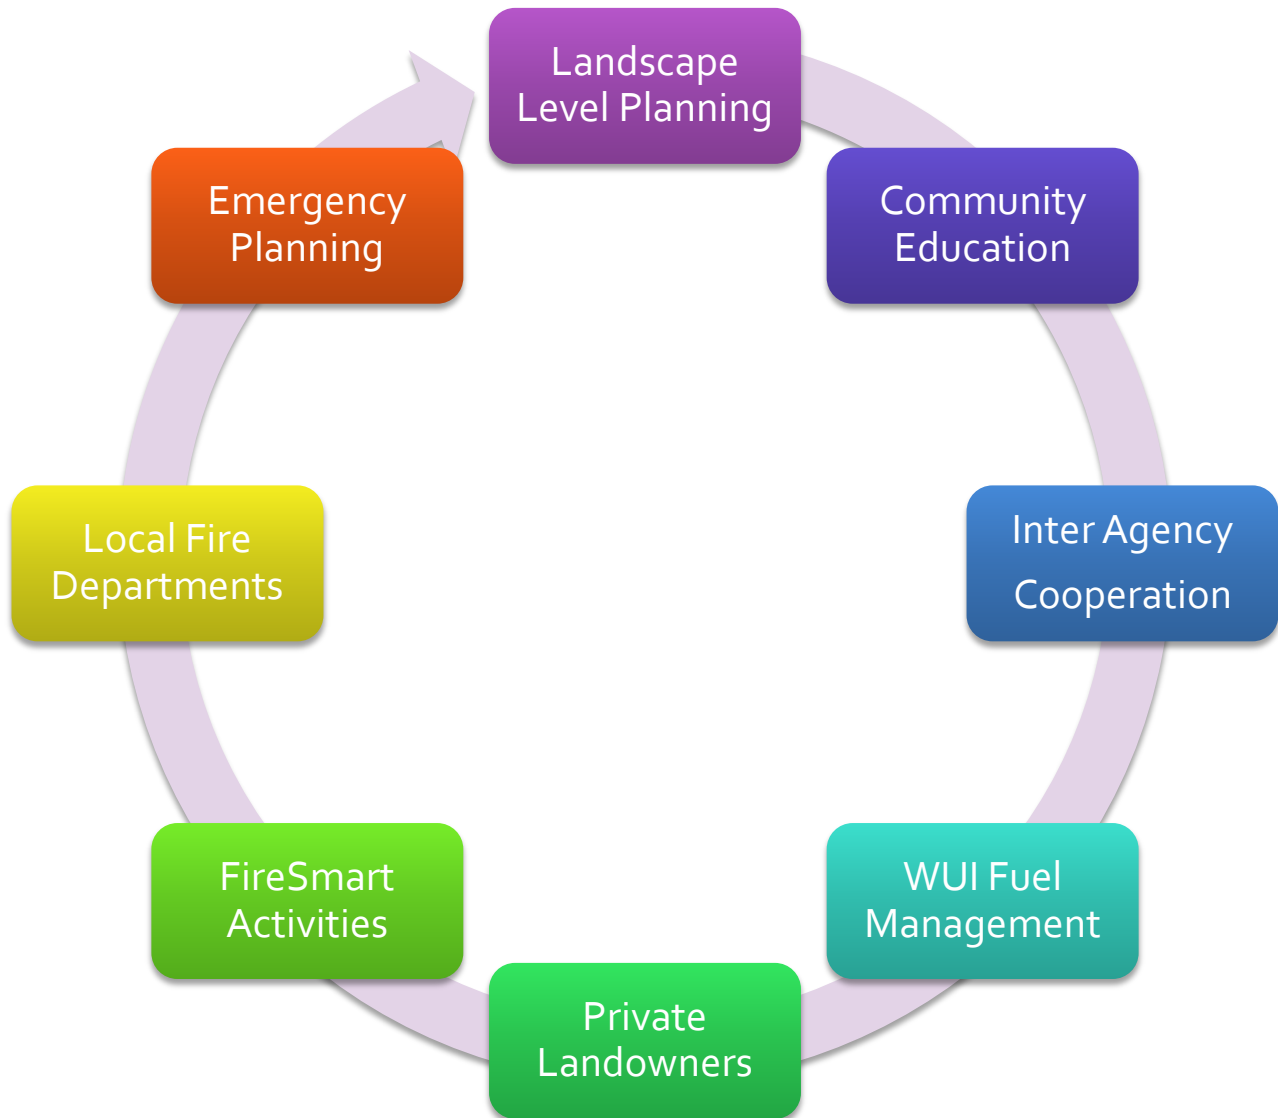 Landscape
Level Planning
Community
Education
Inter Agency
Cooperation
WUI Fuel
Management
Private
Landowners
FireSmart
Activities
Local Fire
Departments
Emergency
Planning